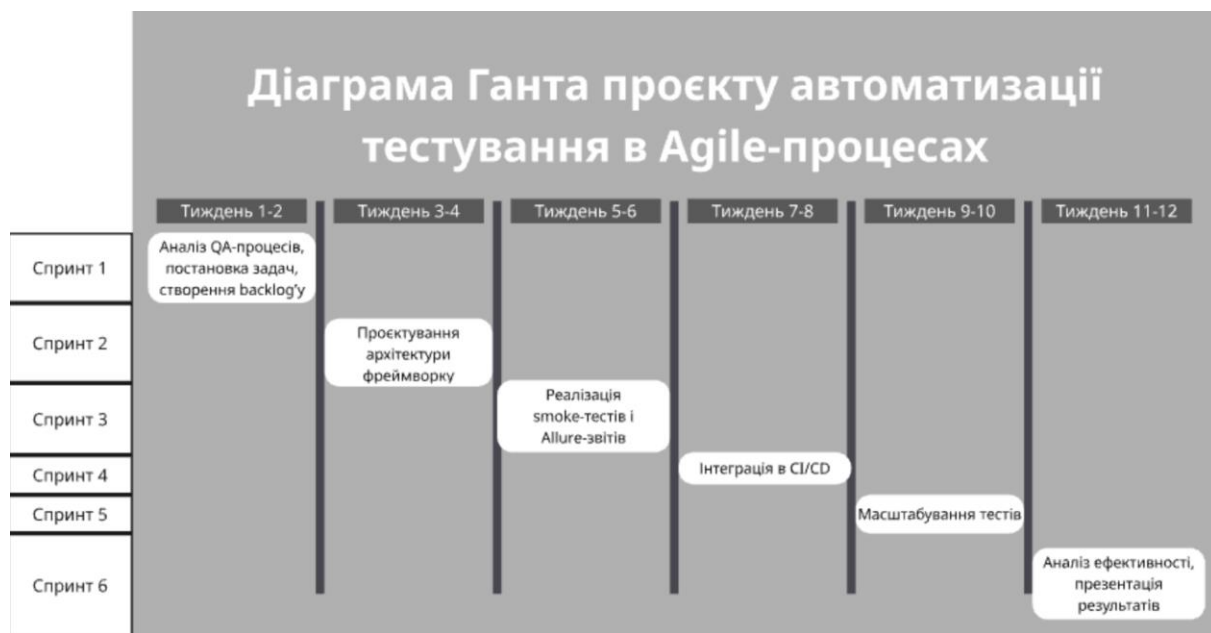 Діаграма Ганта проєкту автоматизації
тестування в Agile-процесах
Тиждень 1-2
Тиждень 3-4
Тиждень 5-6
Тиждень 7-8
Тиждень 9-10
Тиждень 11-12
Спринт 1
Аналіз QA-процесів,
постановка задач,
створення backlog’у
Спринт 2
Проєктування
архітектури
фреймворку
Спринт 3
Реалізація
smoke-тестів і
Allure-звітів
Спринт 4
Інтеграція в CI/CD
Спринт 5
Масштабування тестів
Спринт 6
Аналіз ефективності,
презентація
результатів